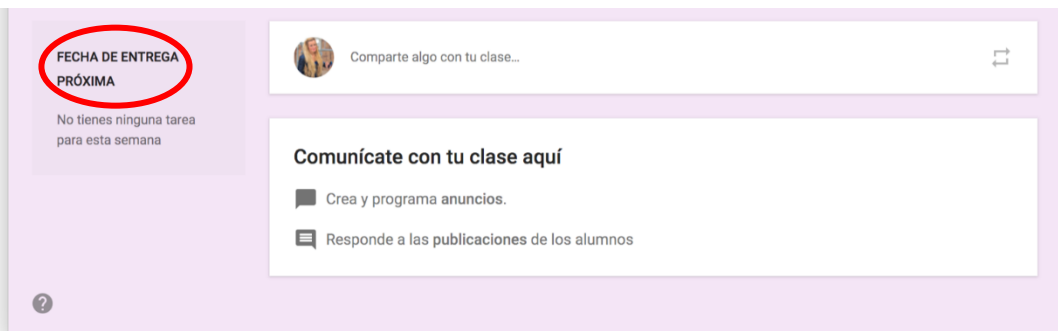 FECHA DE ENTREGA
PRÓXIMA
No tienes ninguna tarea
para esta semana
Comparte algo con tu clase...
Comunícate con tu clase aquí
Crea y programa anuncios.
Responde a las publicaciones de los alumnos
?